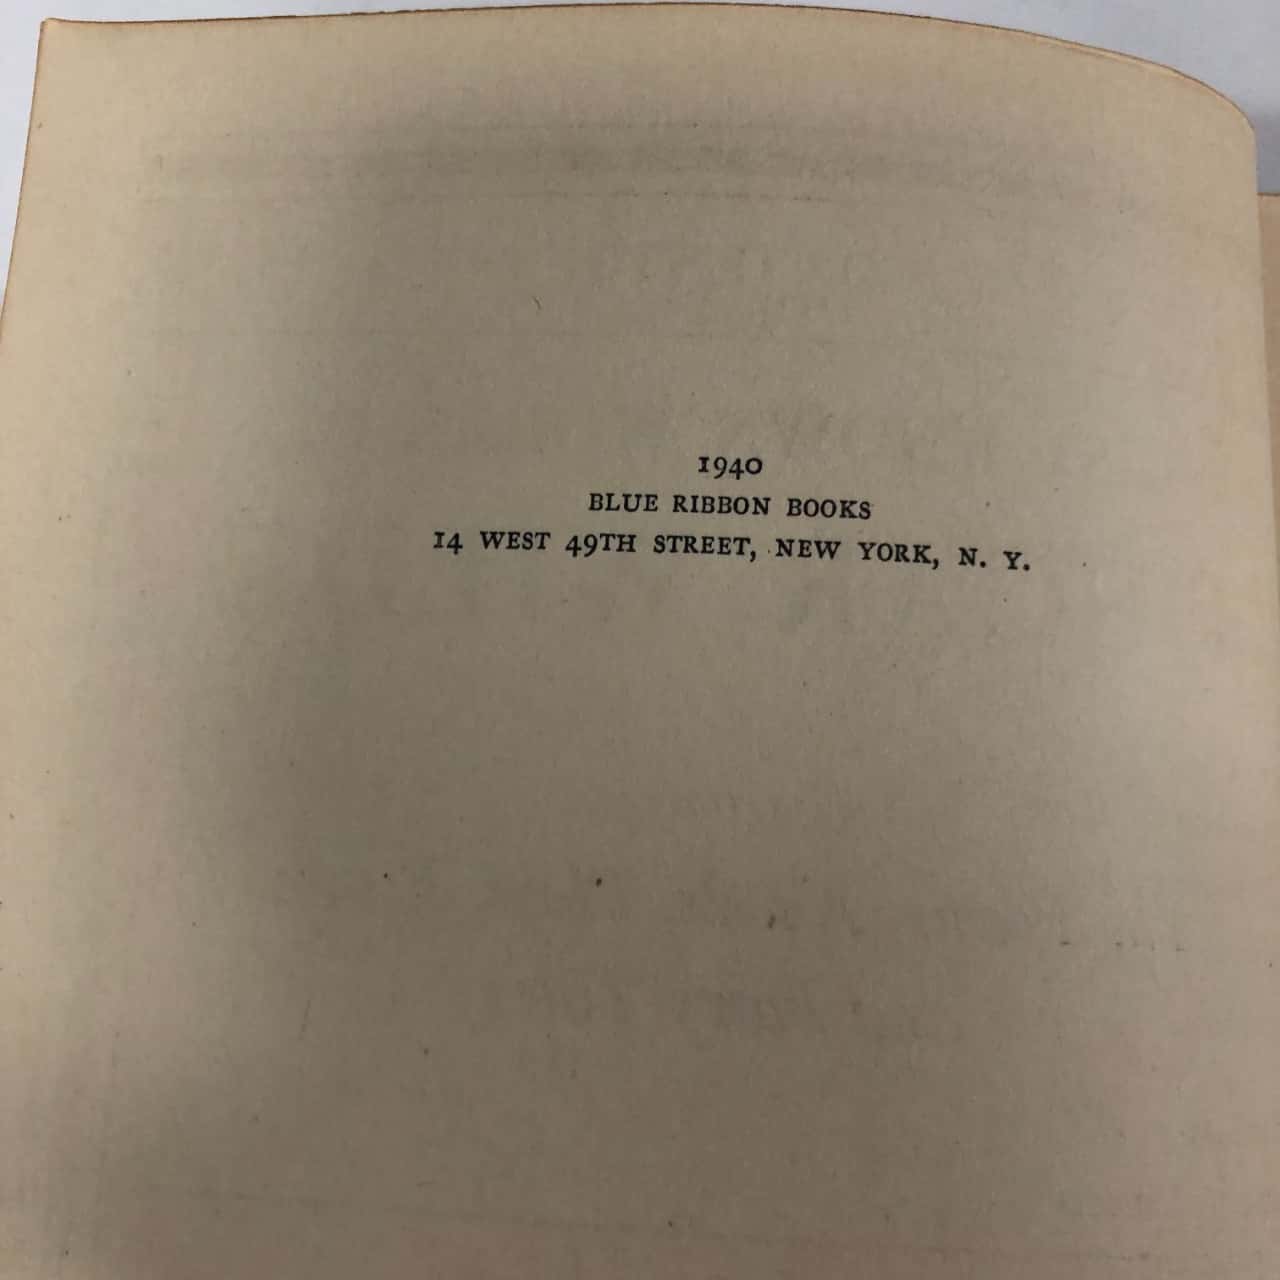 1940
BLUE RIBBON BOOKS
14 WEST 49TH STREET, NEW YORK, N. Y.